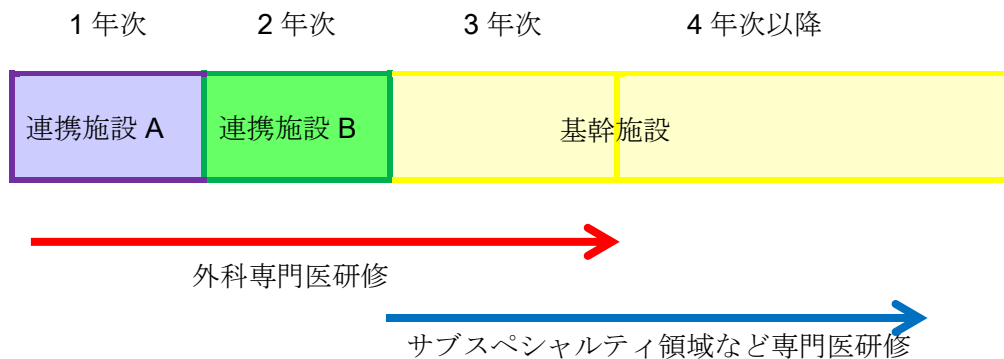 1 年次 2 年次 3 年次 4 年次以降
連携施設 A 連携施設 B 基幹施設
外科専門医研修
サブスペシャルティ領域など専門医研修